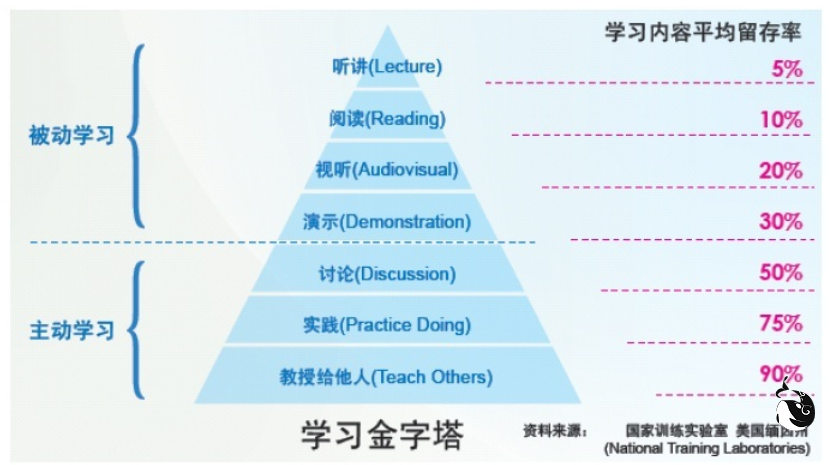 学习内容平均留存率
听讲(Lecture)
5%
阅读(Reading)
10%
被动学习
视听(Audiovisual)
20%
演示(Demonstration)
30%
讨论(Discussion)
50%
主动学习
实践(Practice Doing)
75%
教授给他人(Teach Others)
90%
学习金字塔
资料来源： 国家训练实验室 美国缅因州
(National Training Laboratories)